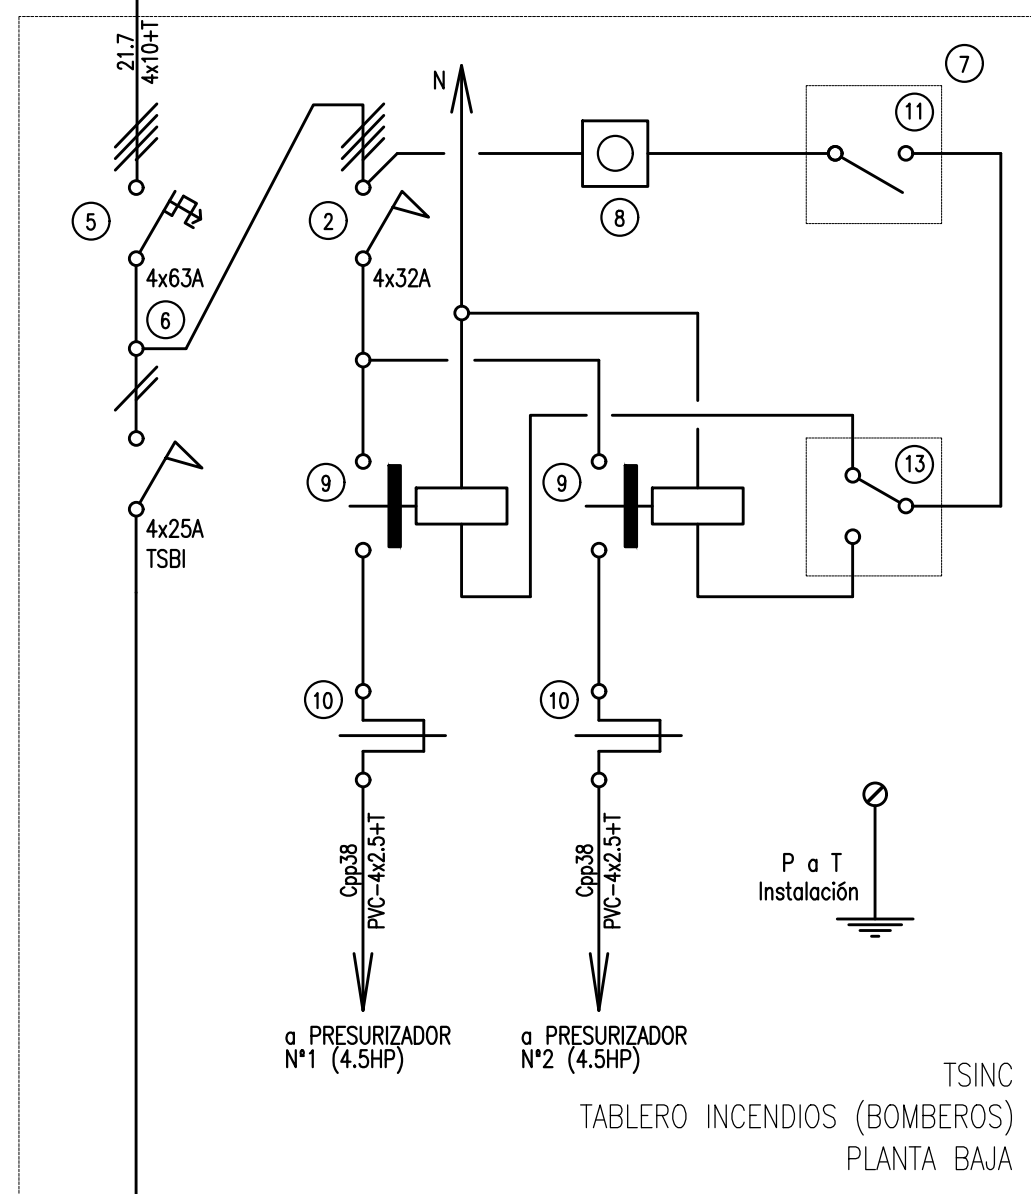 21.7
4x10+T
N
7
11
5
2
8
4x63A
4x32A
6
9
9
13
4x25A
TSBI
10
10
Cpp38
PVC-4x2.5+T
Cpp38
PVC-4x2.5+T
P a T
Instalación
a PRESURIZADOR
Nº1 (4.5HP)
a PRESURIZADOR
Nº2 (4.5HP)
TSINC
TABLERO INCENDIOS (BOMBEROS)
PLANTA BAJA